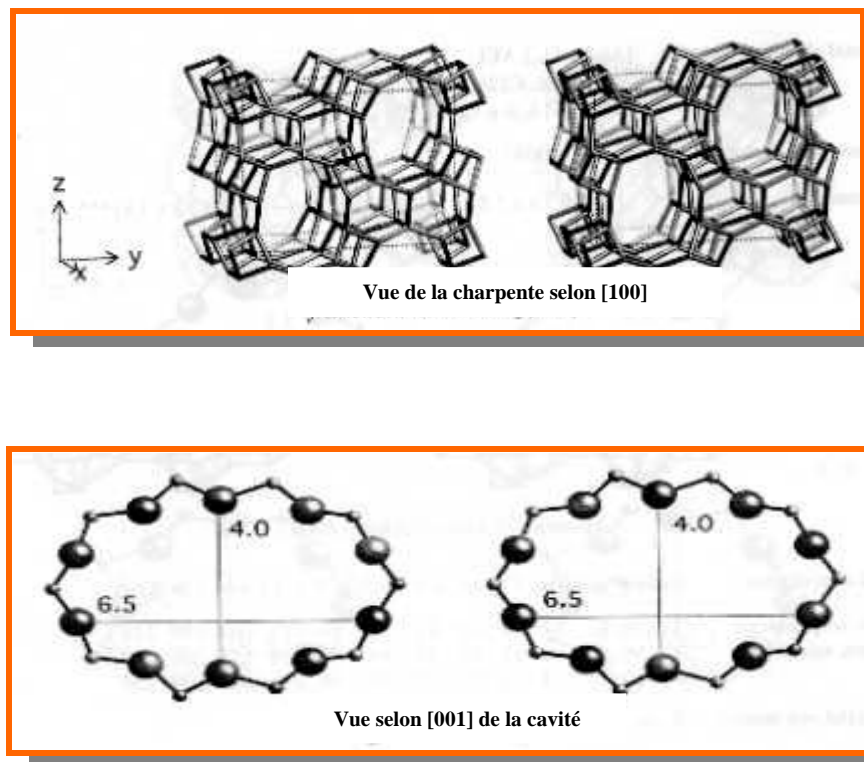 z
y
x
Vue de la charpente selon [100]
4.0
6.5
4.0
6.5
Vue selon [001] de la cavité